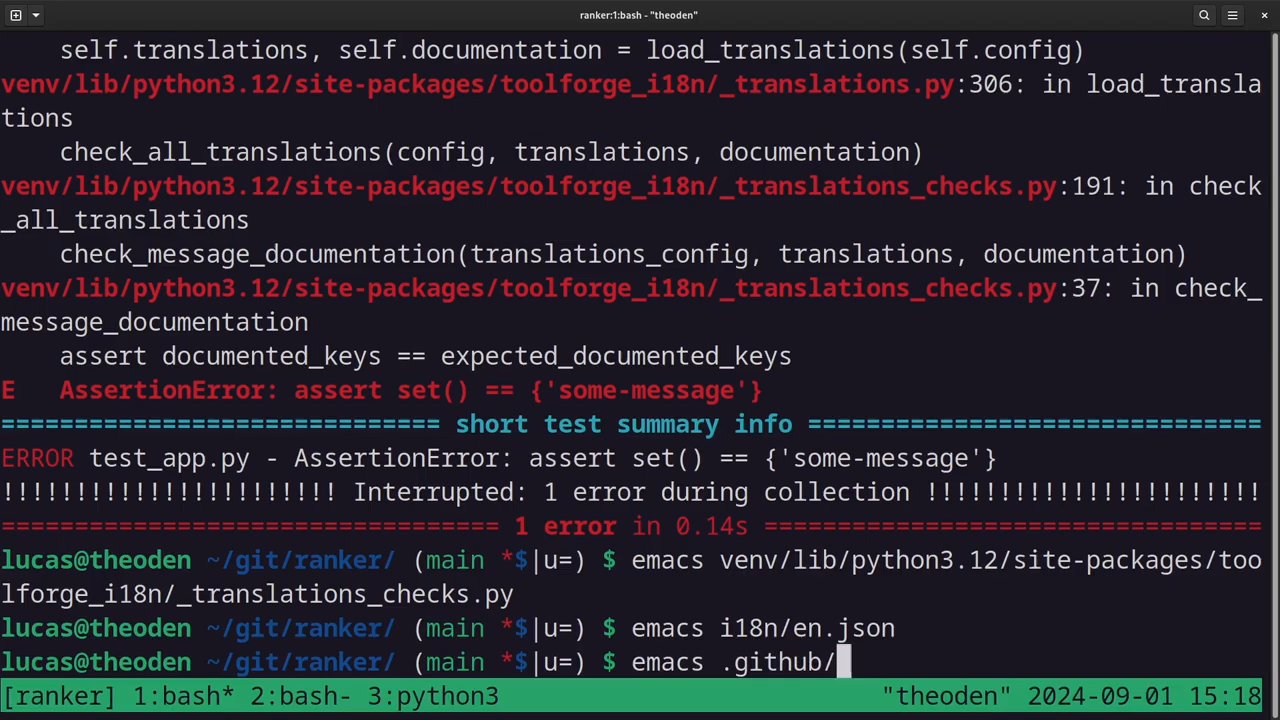 ranker:1:bash - "theoden"
self.translations, self.documentation = load_translations(self.config)
venv/lib/python3.12/site-packages/toolforge_i18n/_translations.py:306: in load_transla
tions
check_all_translations(config, translations, documentation)
venv/lib/python3.12/site-packages/toolforge_i18n/_translations_checks.py:191: in check
_all_translations
check_message_documentation(translations_config, translations, documentation)
venv/lib/python3.12/site-packages/toolforge_i18n/_translations_checks.py:37: in check_
message_documentation
assert documented_keys == expected_documented_keys
E   AssertionError: assert set() == {'some-message'}
============================== short test summary info ===============================
ERROR test_app.py - AssertionError: assert set() == {'some-message'}
!!!!!!!!!!!!!!!!!!!!!!! Interrupted: 1 error during collection !!!!!!!!!!!!!!!!!!!!!!!
================================== 1 error in 0.14s ==================================
lucas@theoden ~/git/ranker/ (main *$|u=) $ emacs venv/lib/python3.12/site-packages/too
lforge_i18n/_translations_checks.py
lucas@theoden ~/git/ranker/ (main *$|u=) $ emacs i18n/en.json
lucas@theoden ~/git/ranker/ (main *$|u=) $ emacs .github/
[ranker] 1:bash* 2:bash- 3:python3 "theoden" 2024-09-01 15:18